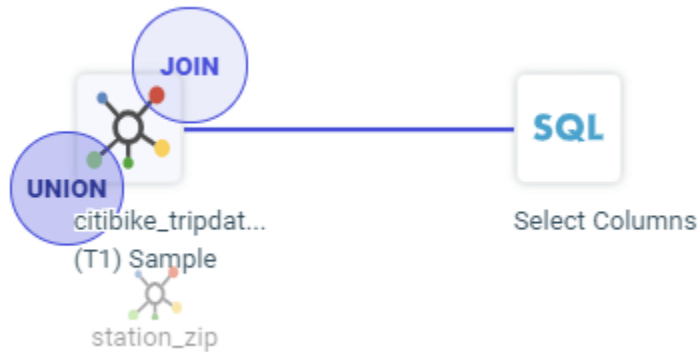 JOIN
SQL
UNION
citibike_tripdat...
Select Columns
(T1) Sample
station_zip